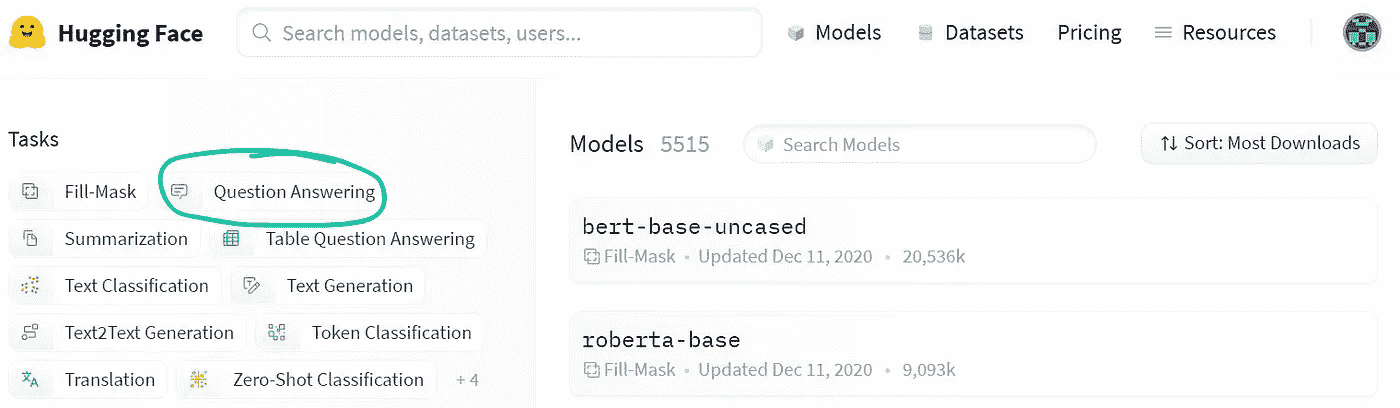 Hugging Face
Search models, datasets, users...
Models
Datasets
Pricing
Resources
Tasks
Fill-Mask
Question Answering
Summarization
Table Question Answering
Text Classification
Text Generation
Text2Text Generation
Token Classification
Translation
Zero-Shot Classification
+ 4
Models 5515
Search Models
Sort: Most Downloads
bert-base-uncased
Fill-Mask • Updated Dec 11, 2020 • 20,536k
roberta-base
Fill-Mask • Updated Dec 11, 2020 • 9,093k